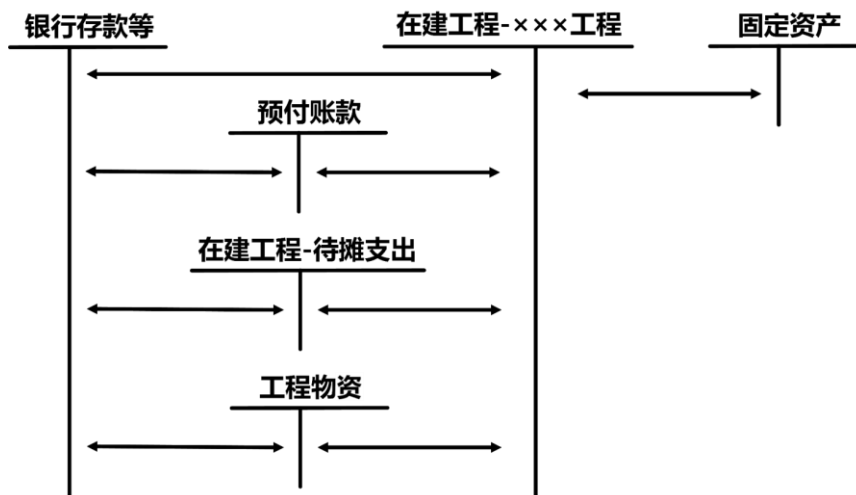 银行存款等
在建工程-×××工程
固定资产
预付账款
在建工程-待摊支出
工程物资